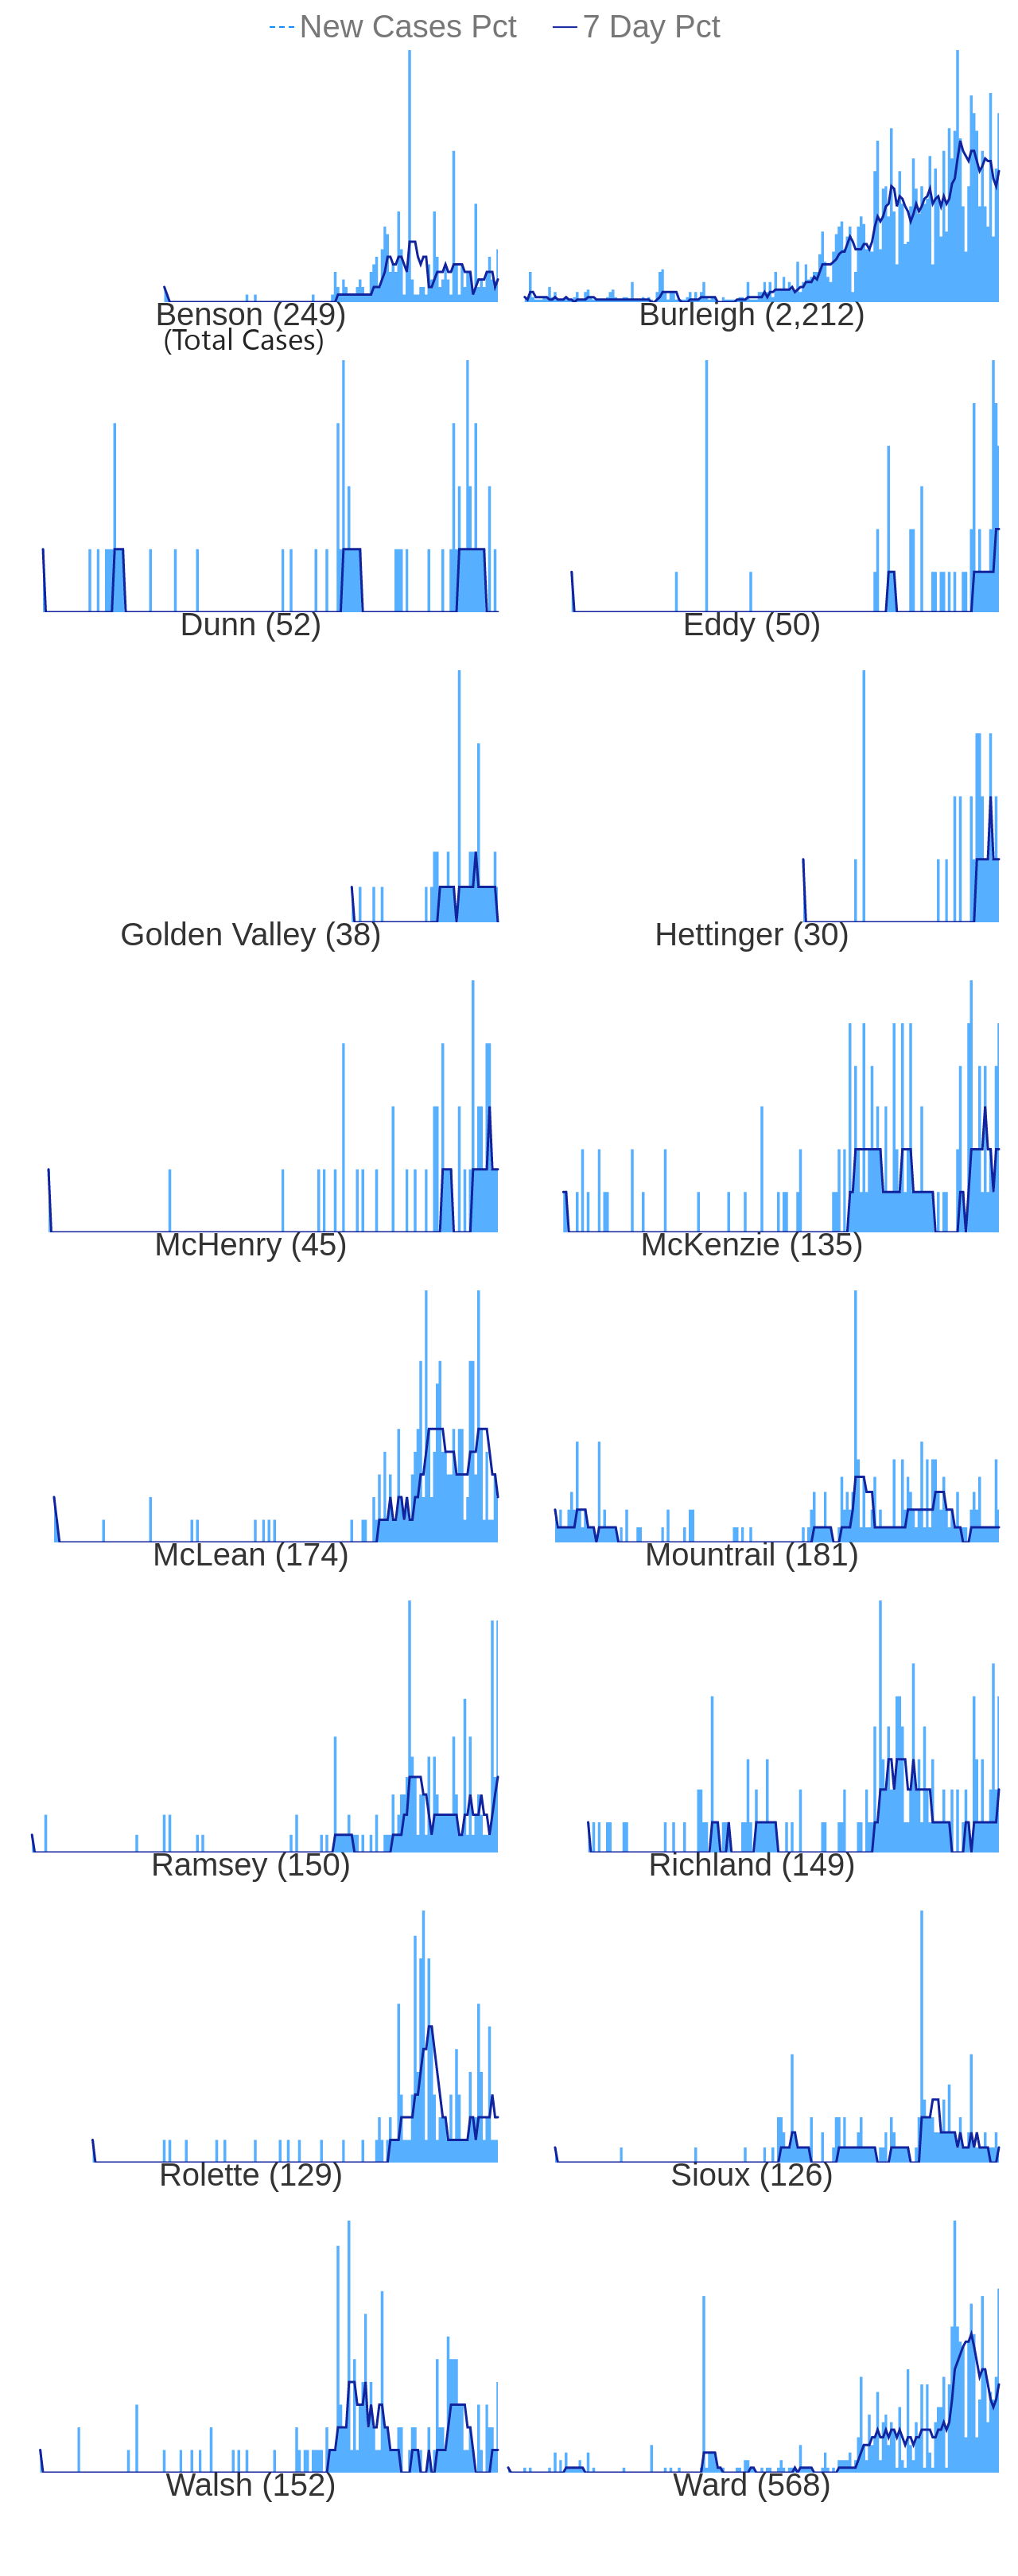 New Cases Pct 7 Day Pct
Benson (249) Burleigh (2,212)
(Total Cases)
Dunn (52) Eddy (50)
Golden Valley (38) Hettinger (30)
McHenry (45) McKenzie (135)
McLean (174) Mountrail (181)
Ramsey (150) Richland (149)
Rolette (129) Sioux (126)
Walsh (152) Ward (568)